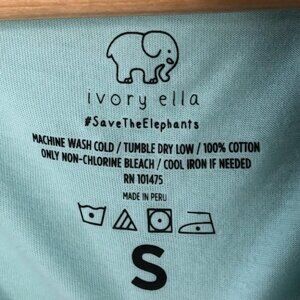 ivory ella
#SaveTheElephants
MACHINE WASH COLD / TUMBLE DRY LOW / 100% COTTON
ONLY NON-CHLORINE BLEACH / COOL IRON IF NEEDED
RN 101475
MADE IN PERU
S